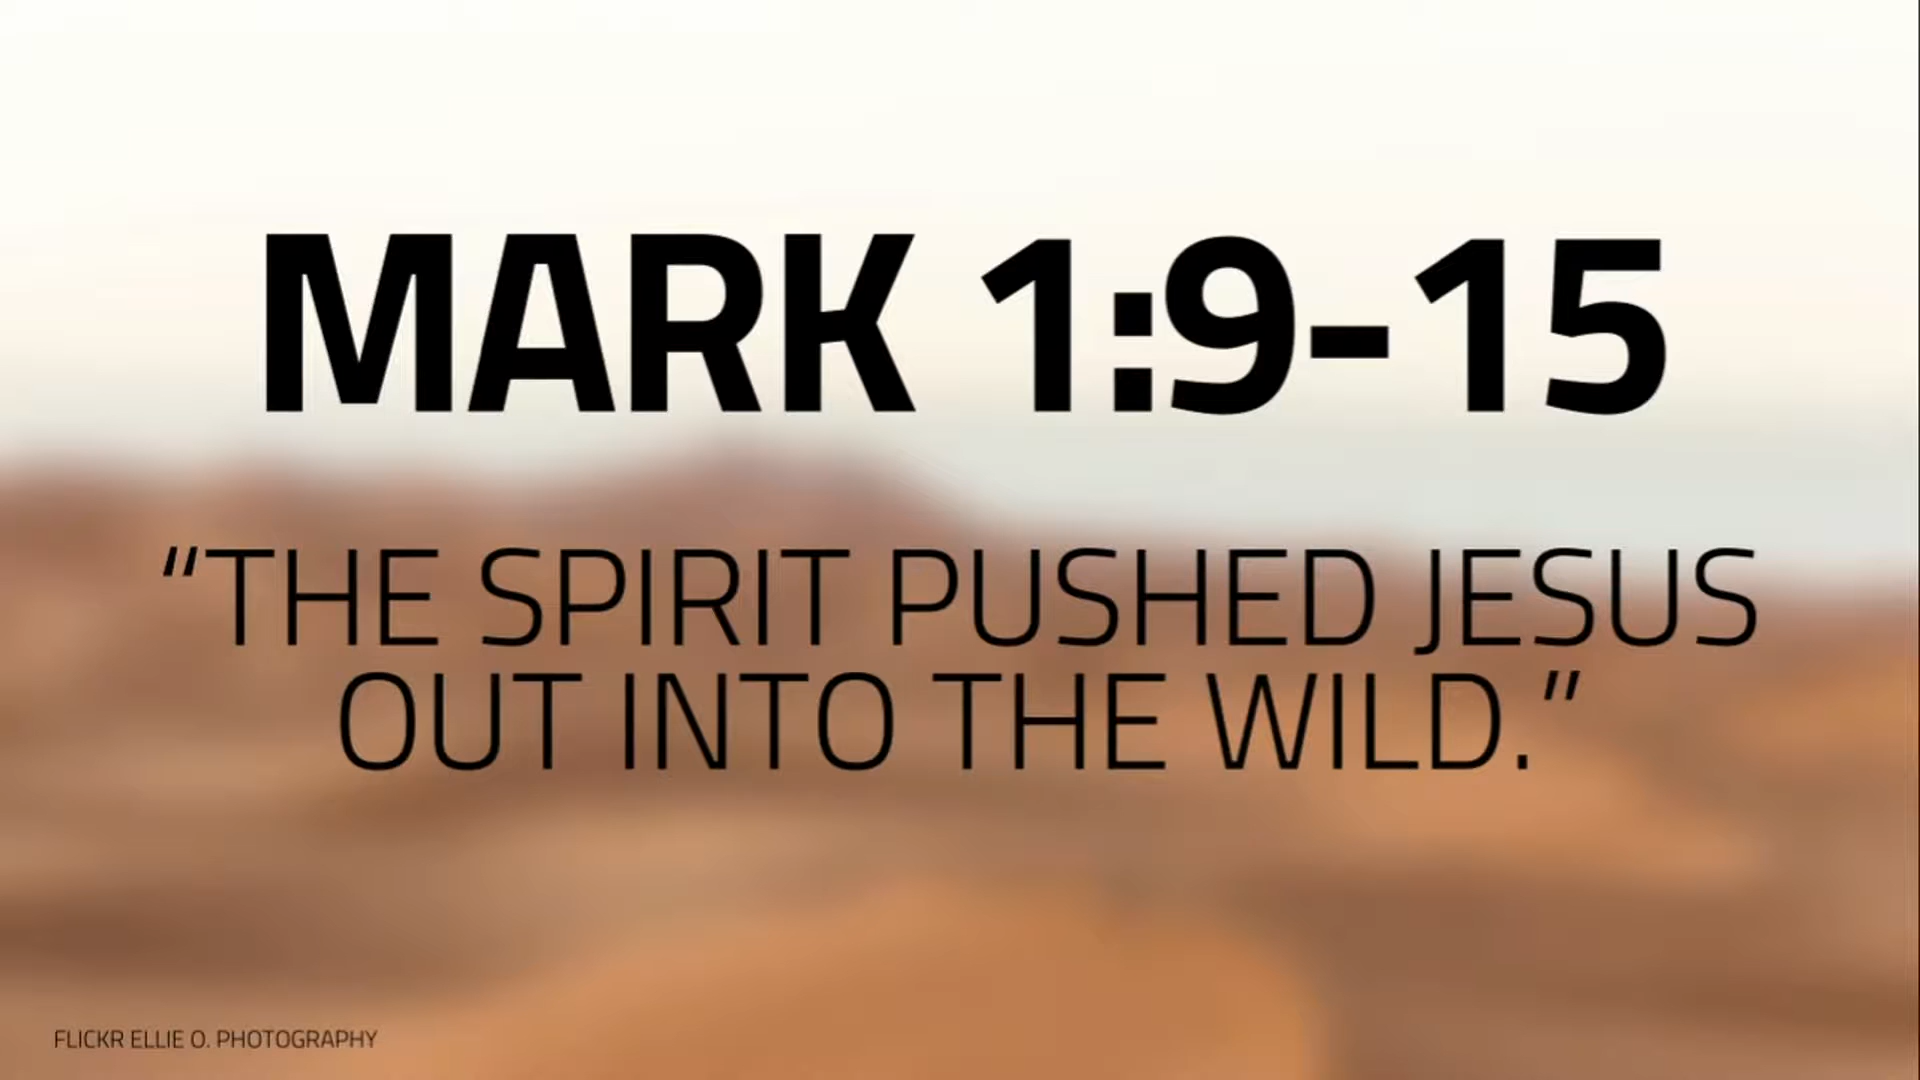 MARK 1:9-15
“THE SPIRIT PUSHED JESUS
OUT INTO THE WILD.”
FLICKR ELLIE O. PHOTOGRAPHY